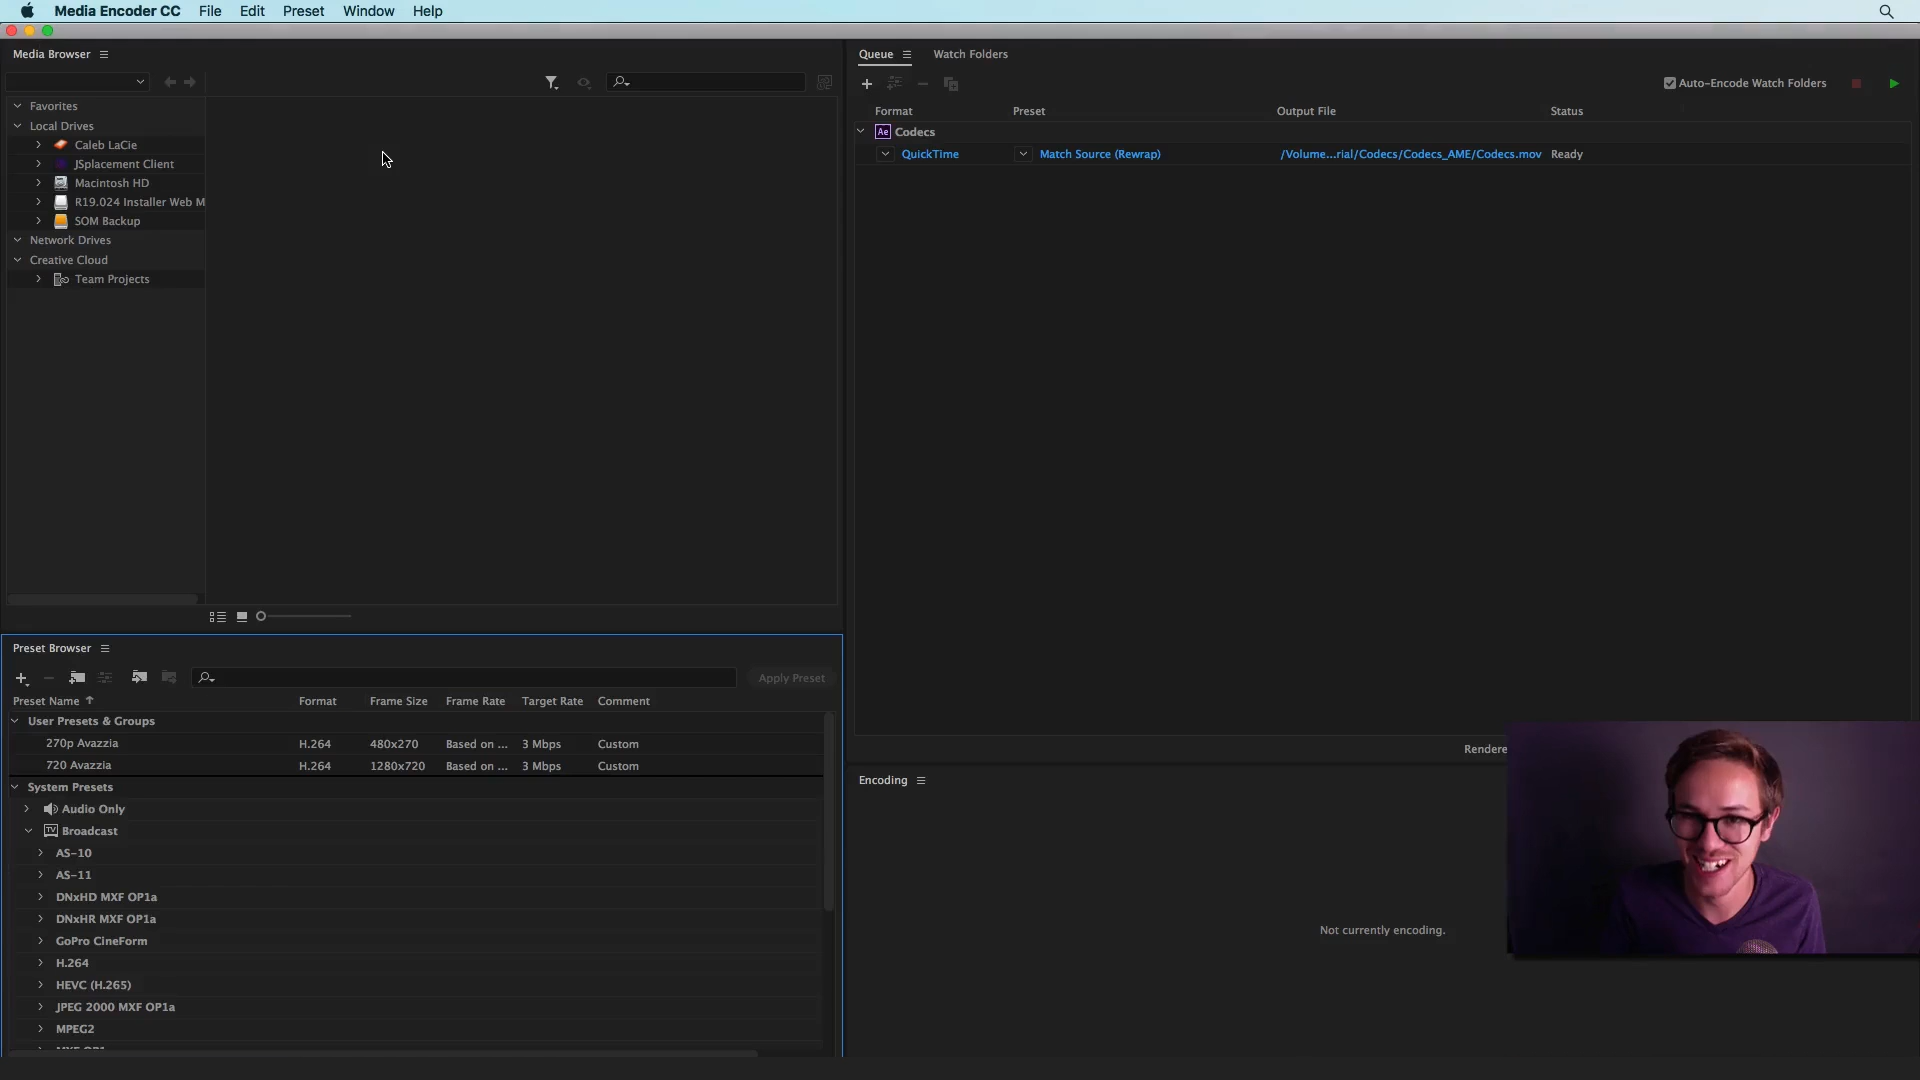 Media Encoder CC File Edit Preset Window Help
Media Browser
Favorites
Local Drives
Caleb LaCie
JSplacement Client
Macintosh HD
R19.024 Installer Web M
SOM Backup
Network Drives
Creative Cloud
Team Projects
Queue Watch Folders
Auto-Encode Watch Folders
Format Preset Output File Status
Ae Codecs
QuickTime Match Source (Rewrap) /Volume...rial/Codecs/Codecs_AME/Codecs.mov Ready
Preset Browser
Apply Preset
Preset Name Format Frame Size Frame Rate Target Rate Comment
User Presets & Groups
270p Avazzia H.264 480x270 Based on ... 3 Mbps Custom
720 Avazzia H.264 1280x720 Based on ... 3 Mbps Custom
System Presets
Audio Only
TV Broadcast
AS-10
AS-11
DNxHD MXF OP1a
DNxHR MXF OP1a
GoPro CineForm
H.264
HEVC (H.265)
JPEG 2000 MXF OP1a
MPEG2
Rendere
Encoding
Not currently encoding.